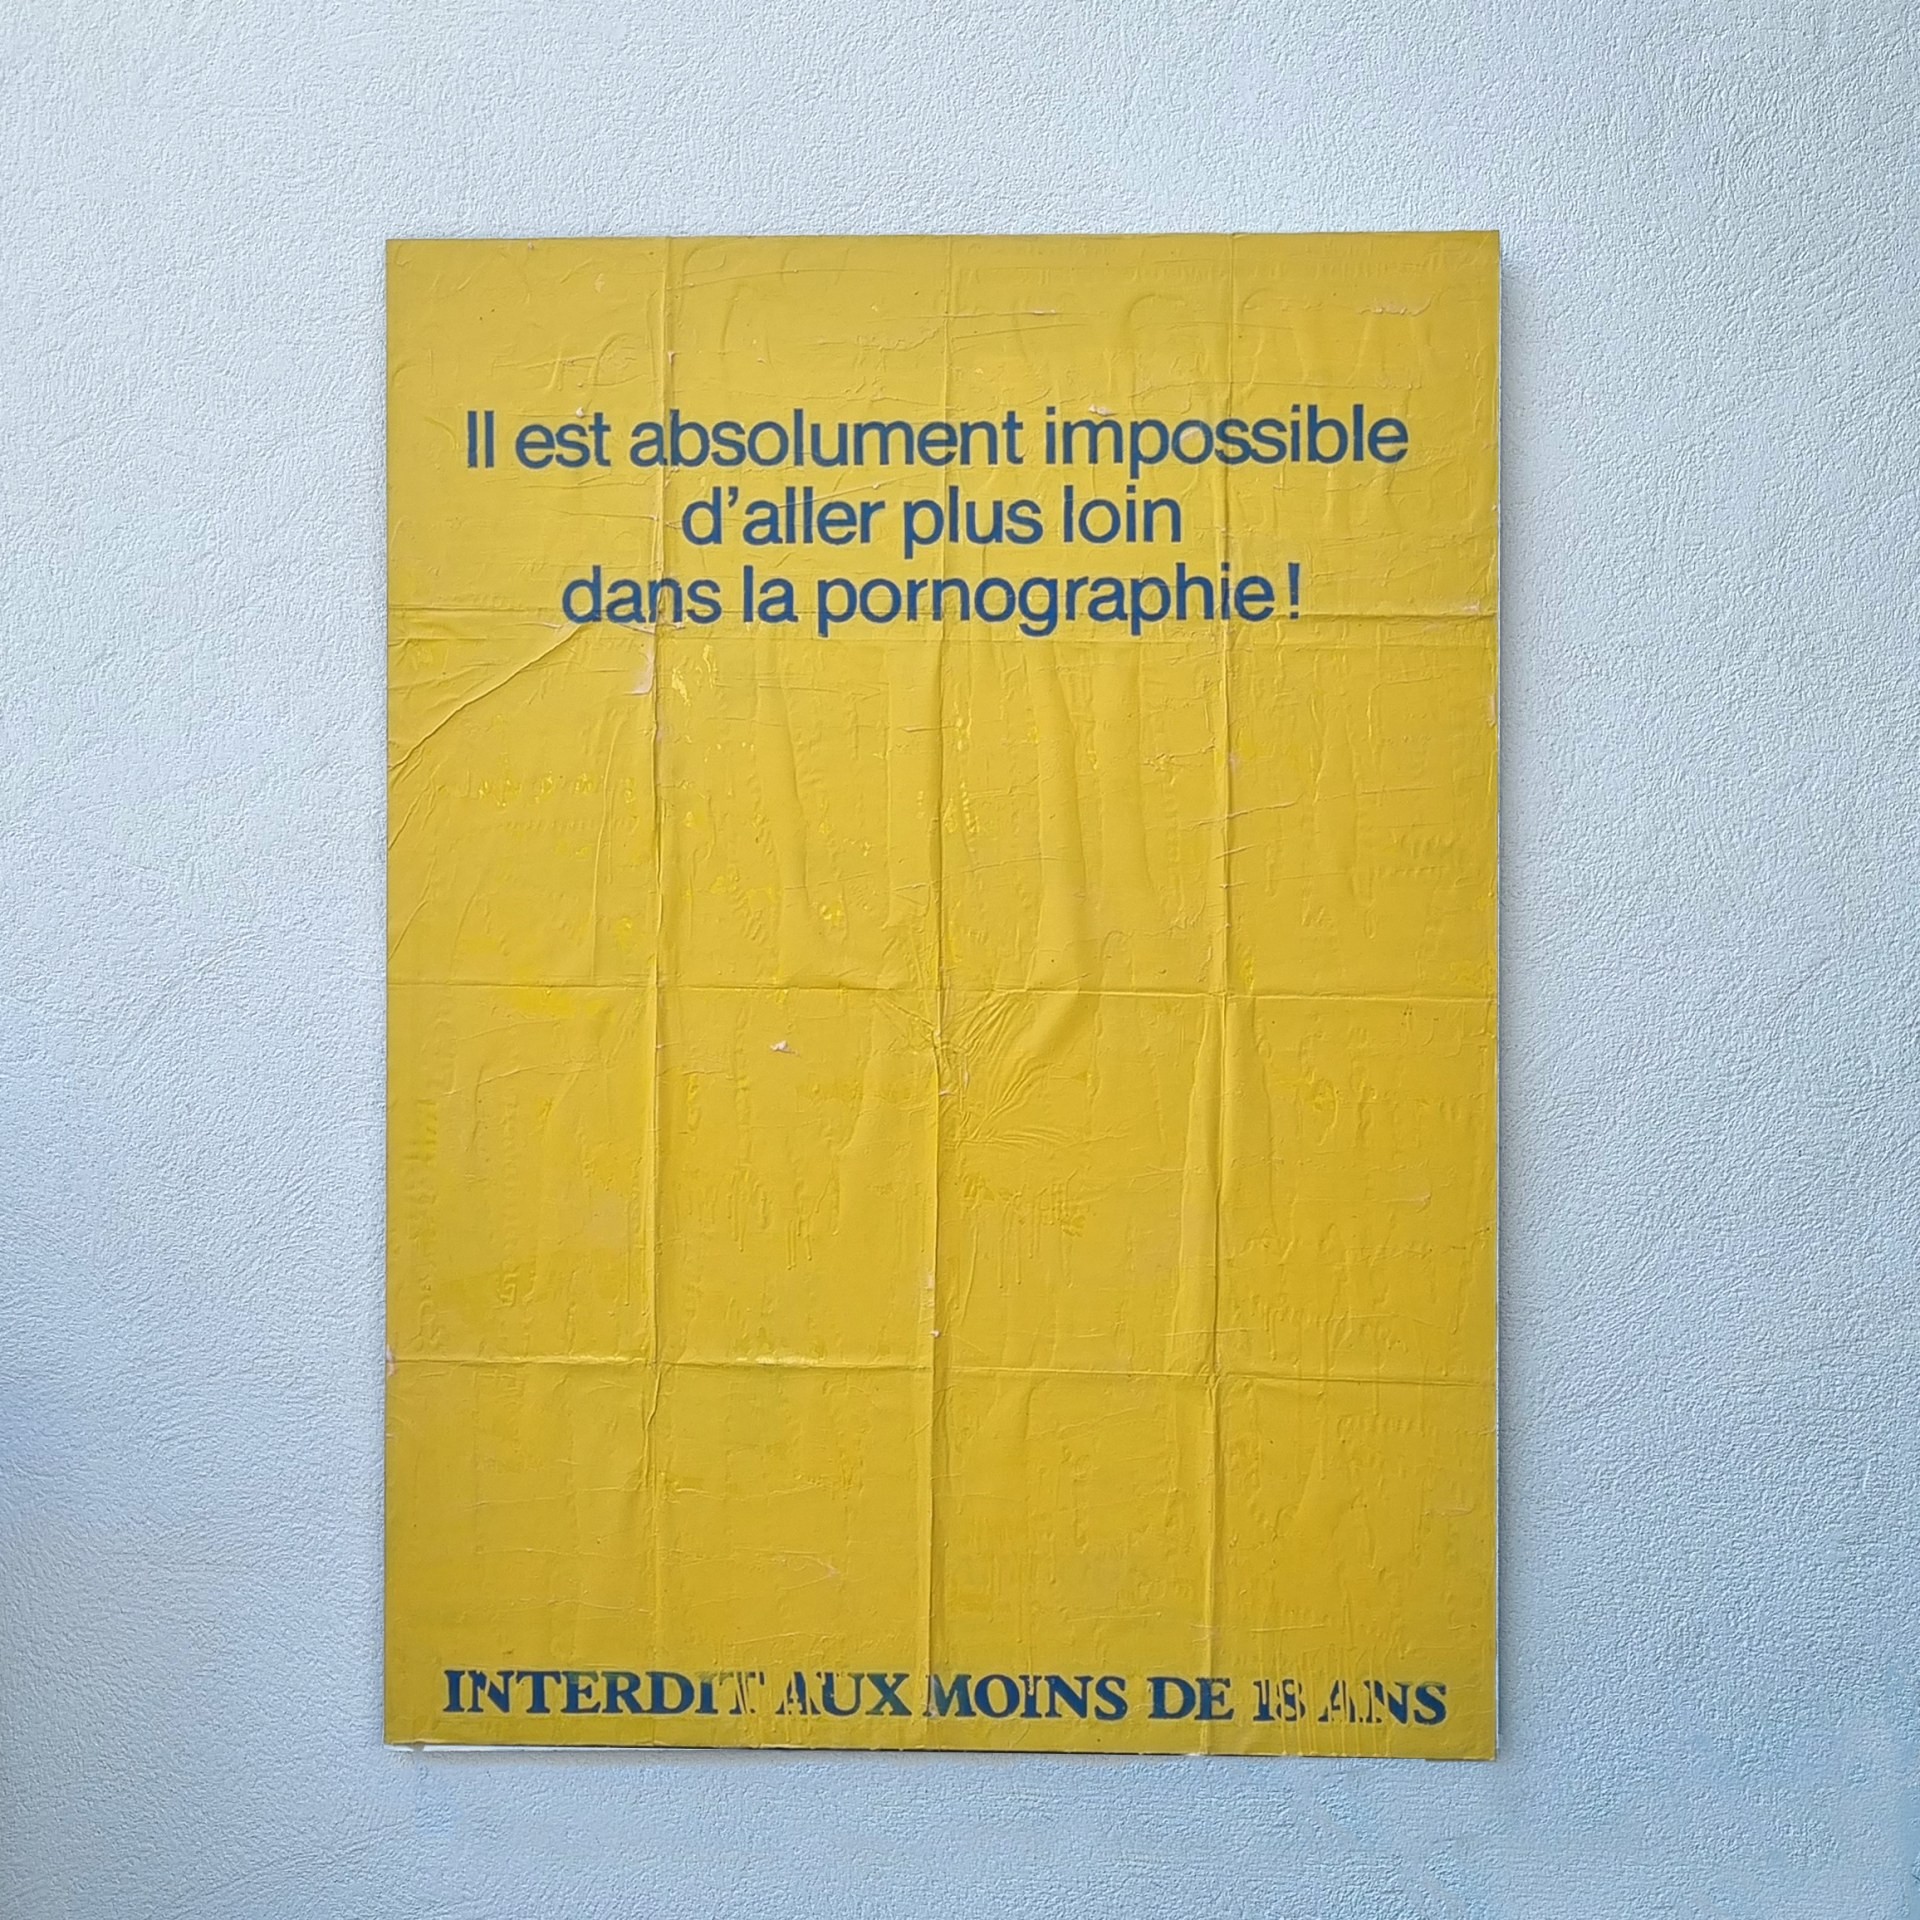 Il est absolument impossible
d'aller plus loin
dans la pornographie !
INTERDIT AUX MOINS DE 18 ANS